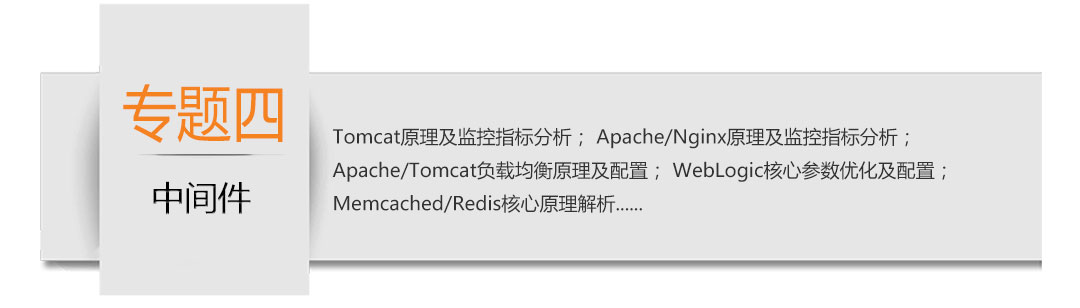 专题四
中间件
Tomcat原理及监控指标分析； Apache/Nginx原理及监控指标分析；
Apache/Tomcat负载均衡原理及配置； WebLogic核心参数优化及配置；
Memcached/Redis核心原理解析......